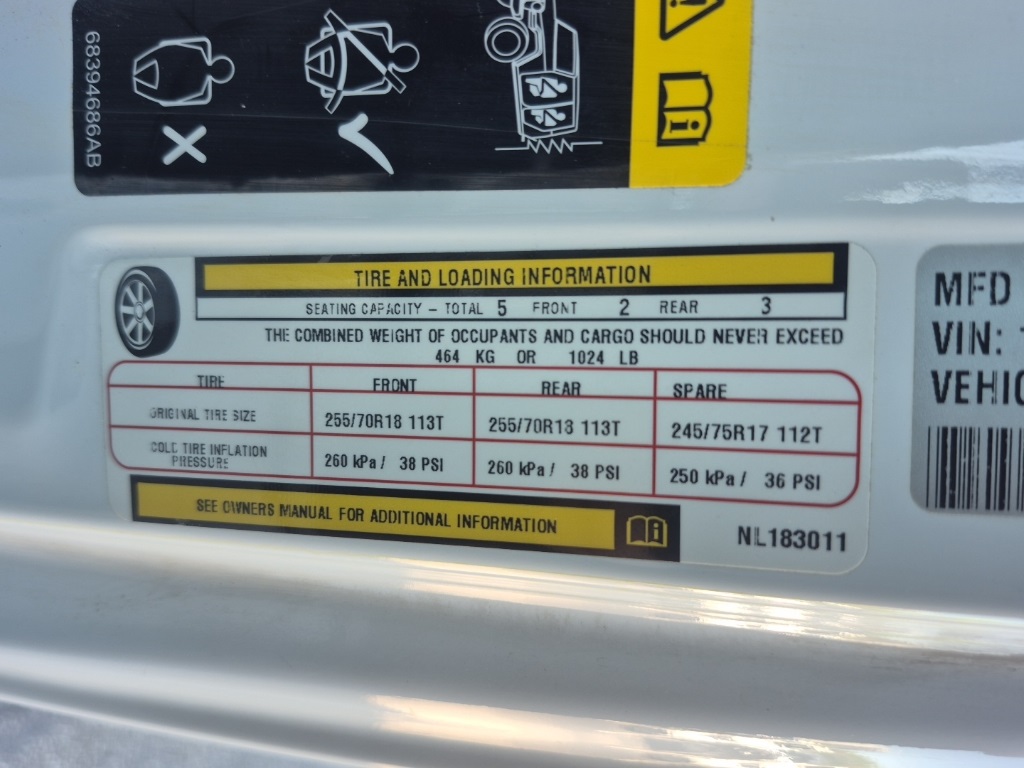 68394686AB
TIRE AND LOADING INFORMATION
SEATING CAPACITY – TOTAL 5 FRONT 2 REAR 3
THE COMBINED WEIGHT OF OCCUPANTS AND CARGO SHOULD NEVER EXCEED
464 KG OR 1024 LB
TIRE FRONT REAR SPARE
ORIGINAL TIRE SIZE 255/70R18 113T 255/70R18 113T 245/75R17 112T
COLD TIRE INFLATION
PRESSURE 260 kPa / 38 PSI 260 kPa / 38 PSI 250 kPa / 36 PSI
SEE OWNERS MANUAL FOR ADDITIONAL INFORMATION
NL183011
MFD
VIN: